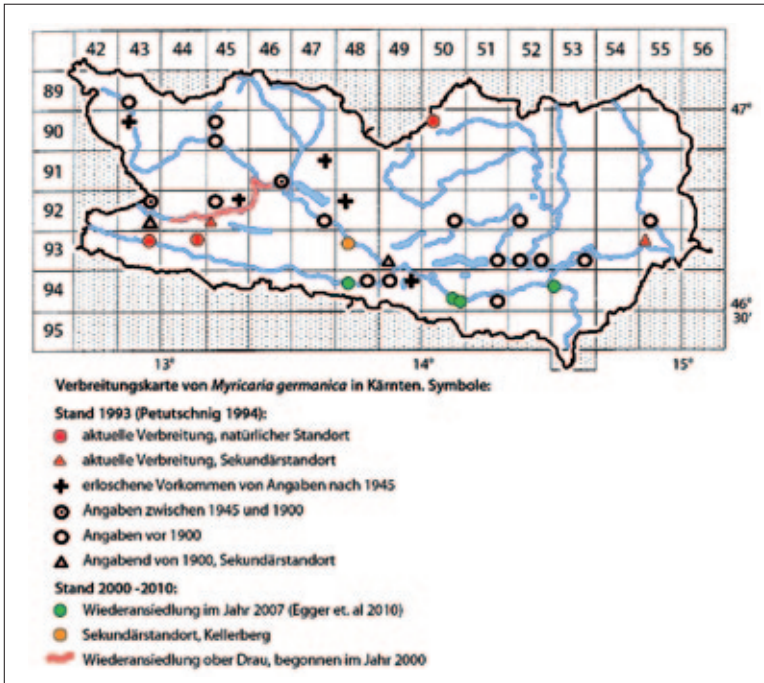 42 43 44 45 46 47 48 49 50 51 52 53 54 55 56
89
90
91
92
93
94
95
47°
46°
30'
13° 14° 15°
Verbreitungskarte von Myricaria germanica in Kärnten. Symbole:
Stand 1993 (Petutschnig 1994):
aktuelle Verbreitung, natürlicher Standort
aktuelle Verbreitung, Sekundärstandort
erloschene Vorkommen von Angaben nach 1945
Angaben zwischen 1945 und 1900
Angaben vor 1900
Angabend von 1900, Sekundärstandort
Stand 2000 -2010:
Wiederansiedlung im Jahr 2007 (Egger et. al 2010)
Sekundärstandort, Kellerberg
Wiederansiedlung ober Drau, begonnen im Jahr 2000